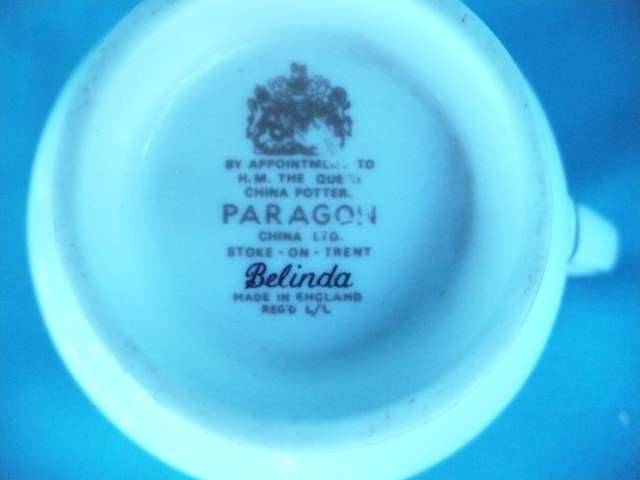 BY APPOINTMENT TO
H.M. THE QUEEN
CHINA POTTER.
PARAGON
CHINA LTD.
STOKE-ON-TRENT
Belinda
MADE IN ENGLAND
REG'D L/L